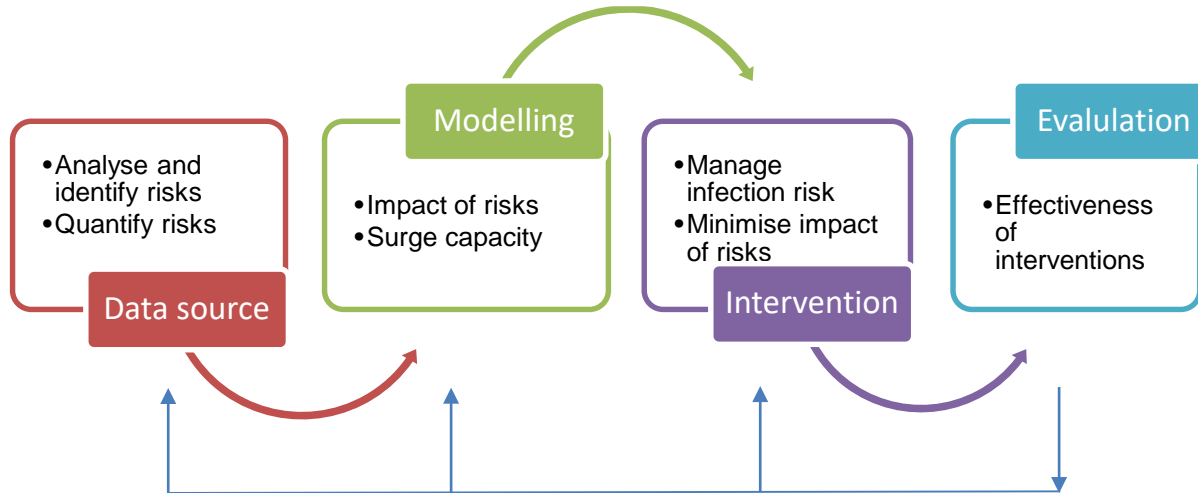 Modelling
Evalulation
•Analyse and
identify risks
•Quantify risks
•Impact of risks
•Surge capacity
•Manage
infection risk
•Minimise impact
of risks
•Effectiveness
of
interventions
Data source
Intervention